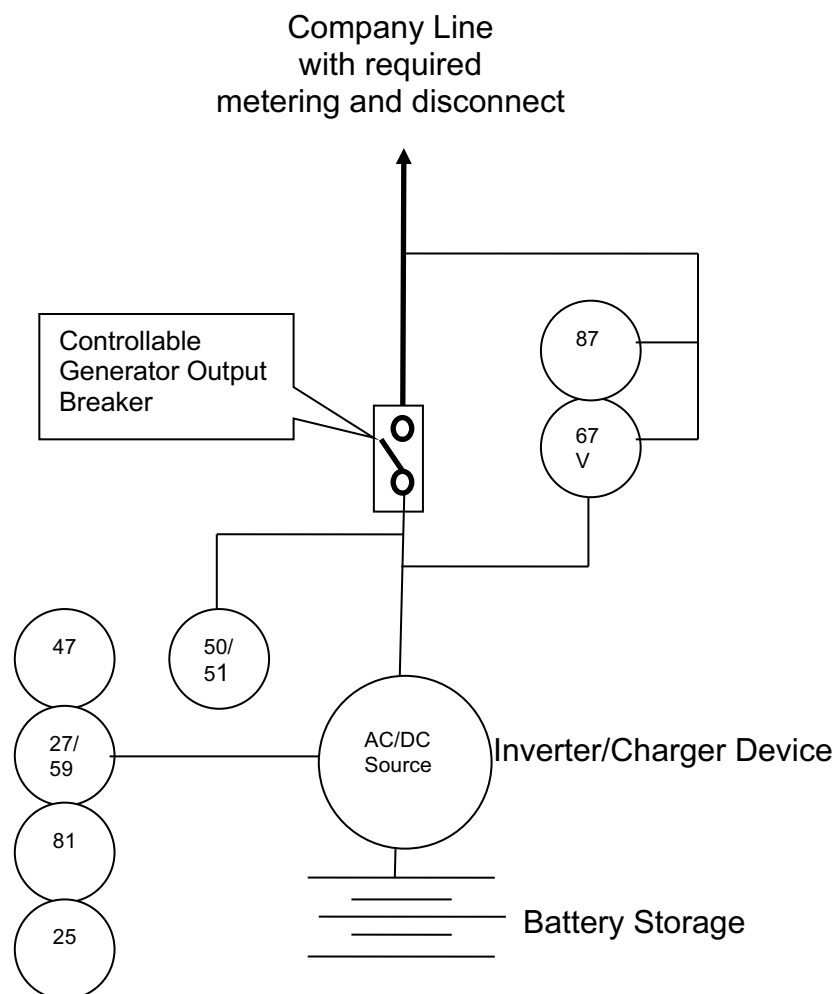 Company Line
with required
metering and disconnect
Controllable
Generator Output
Breaker
87
67
V
47
50/
51
27/
59
AC/DC
Source
Inverter/Charger Device
81
25
Battery Storage